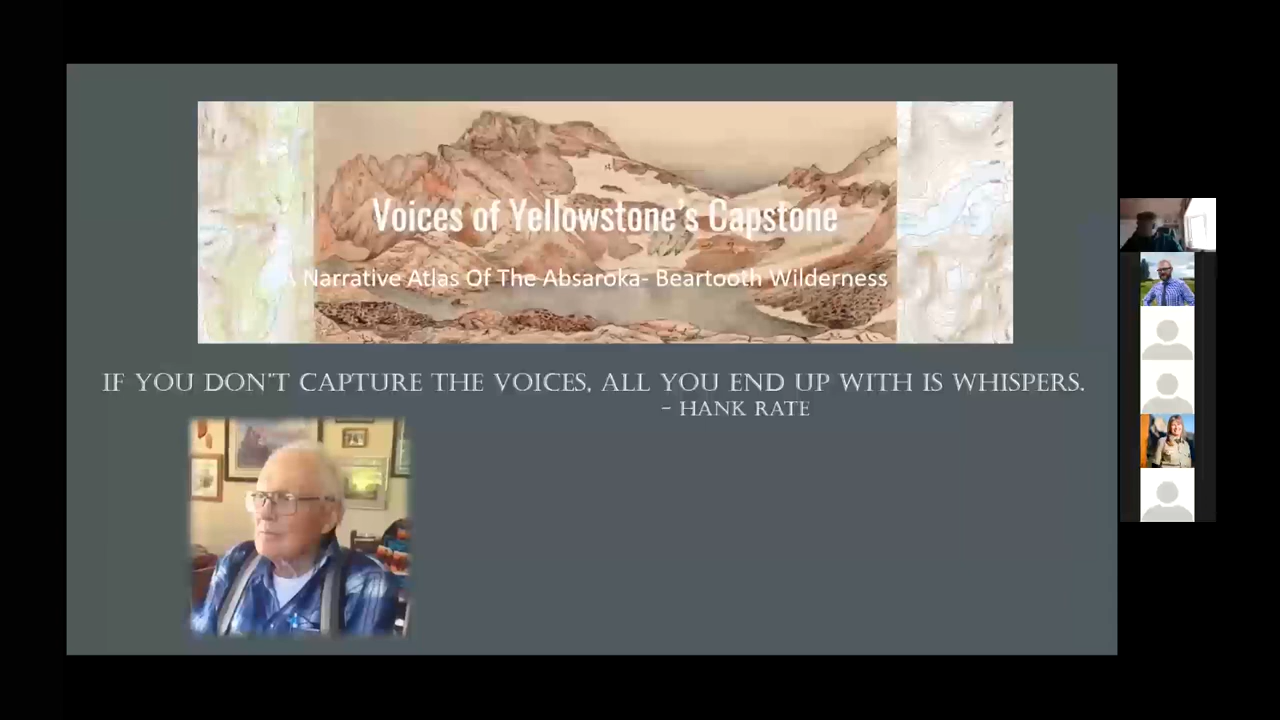 Voices of Yellowstone's Capstone
A Narrative Atlas Of The Absaroka- Beartooth Wilderness
IF YOU DON'T CAPTURE THE VOICES, ALL YOU END UP WITH IS WHISPERS.
- HANK RATE